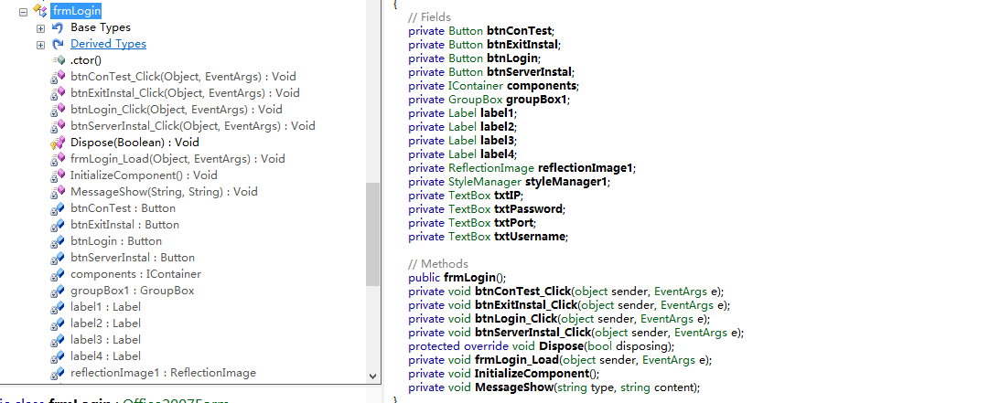 frmLogin
Base Types
Derived Types
.ctor()
btnConTest_Click(Object, EventArgs) : Void
btnExitInstal_Click(Object, EventArgs) : Void
btnLogin_Click(Object, EventArgs) : Void
btnServerInstal_Click(Object, EventArgs) : Void
Dispose(Boolean) : Void
frmLogin_Load(Object, EventArgs) : Void
InitializeComponent() : Void
MessageShow(String, String) : Void
btnConTest : Button
btnExitInstal : Button
btnLogin : Button
btnServerInstal : Button
components : IContainer
groupBox1 : GroupBox
label1 : Label
label2 : Label
label3 : Label
label4 : Label
reflectionImage1 : ReflectionImage
class frmLogin : Office2007Form
{
// Fields
private Button btnConTest;
private Button btnExitInstal;
private Button btnLogin;
private Button btnServerInstal;
private IContainer components;
private GroupBox groupBox1;
private Label label1;
private Label label2;
private Label label3;
private Label label4;
private ReflectionImage reflectionImage1;
private StyleManager styleManager1;
private TextBox txtIP;
private TextBox txtPassword;
private TextBox txtPort;
private TextBox txtUsername;
// Methods
public frmLogin();
private void btnConTest_Click(object sender, EventArgs e);
private void btnExitInstal_Click(object sender, EventArgs e);
private void btnLogin_Click(object sender, EventArgs e);
private void btnServerInstal_Click(object sender, EventArgs e);
protected override void Dispose(bool disposing);
private void frmLogin_Load(object sender, EventArgs e);
private void InitializeComponent();
private void MessageShow(string type, string content);
}